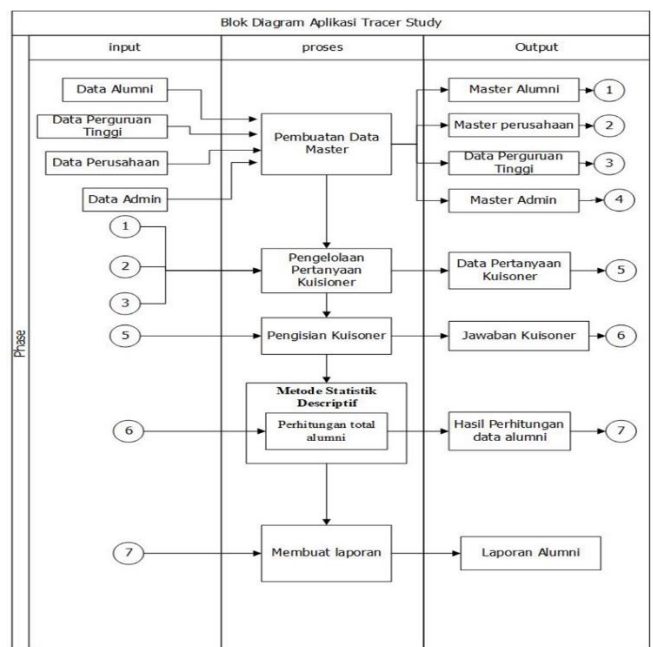 Blok Diagram Aplikasi Tracer Study
input
proses
Output
Phase
Data Alumni
Data Perguruan
Tinggi
Data Perusahaan
Data Admin
Pembuatan Data
Master
Master Alumni
1
Master perusahaan
2
Data Perguruan
Tinggi
3
Master Admin
4
1
2
3
Pengelolaan
Pertanyaan
Kuisioner
Data Pertanyaan
Kuisoner
5
5
Pengisian Kuisoner
Jawaban Kuisoner
6
Metode Statistik
Descriptif
6
Perhitungan total
alumni
Hasil Perhitungan
data alumni
7
7
Membuat laporan
Laporan Alumni